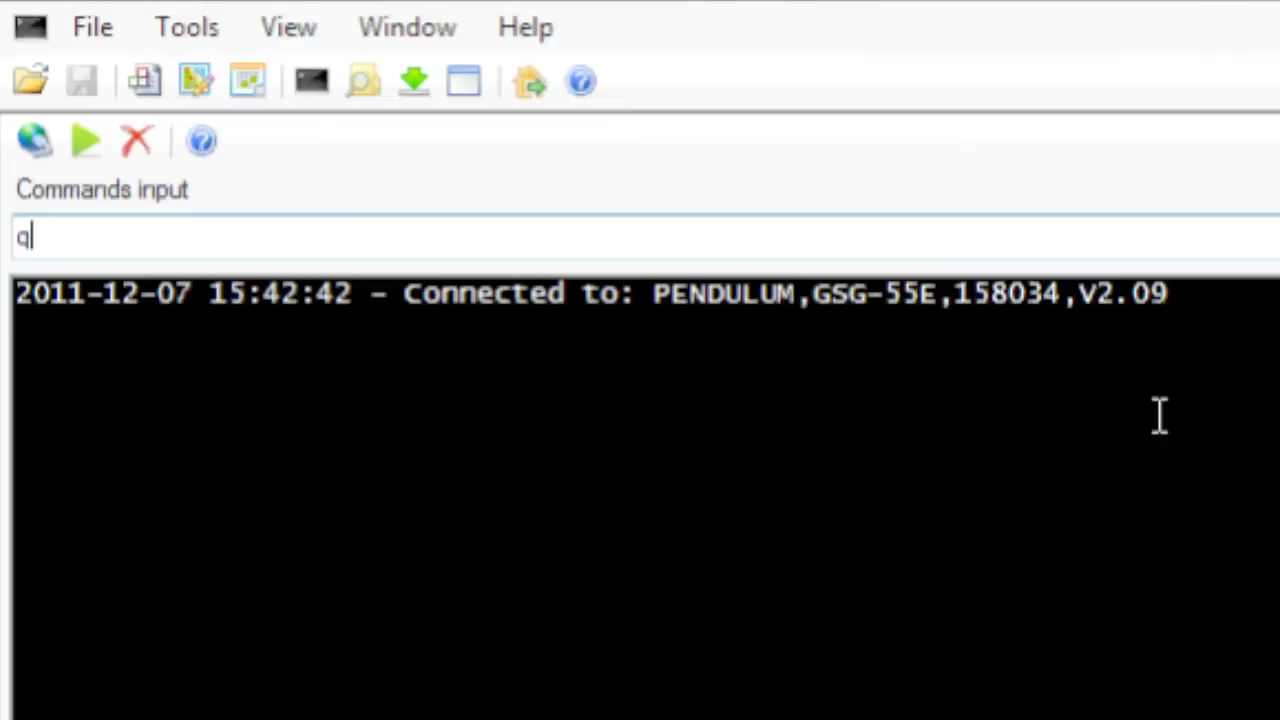 File Tools View Window Help
Commands input
q
2011-12-07 15:42:42 - Connected to: PENDULUM,GSG-55E,158034,V2.09